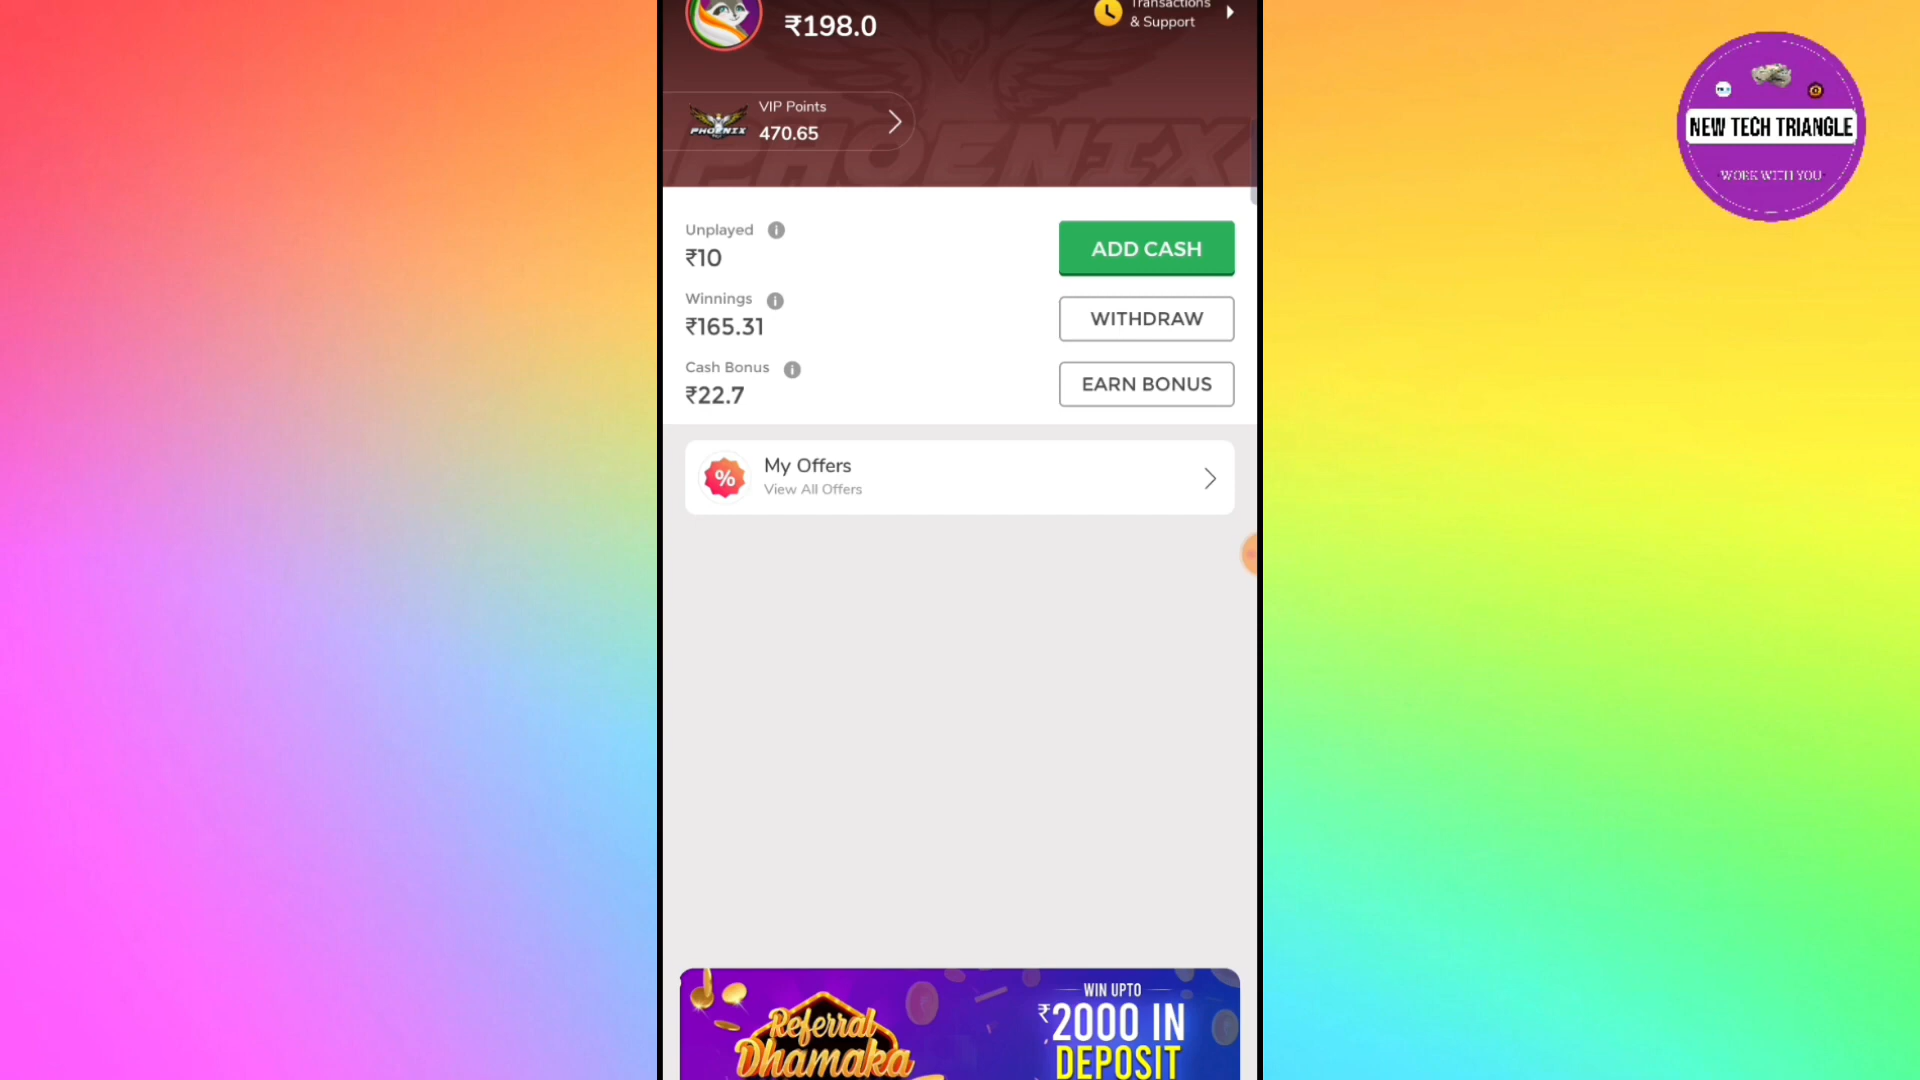 ₹198.0
Transactions
& Support
VIP Points
470.65
PHOENIX
PHOENIX
Unplayed
₹10
ADD CASH
Winnings
₹165.31
WITHDRAW
Cash Bonus
₹22.7
EARN BONUS
%
My Offers
View All Offers
Referral
Dhamaka
WIN UPTO
₹2000 IN
DEPOSIT
NEW TECH TRIANGLE
WORK WITH YOU